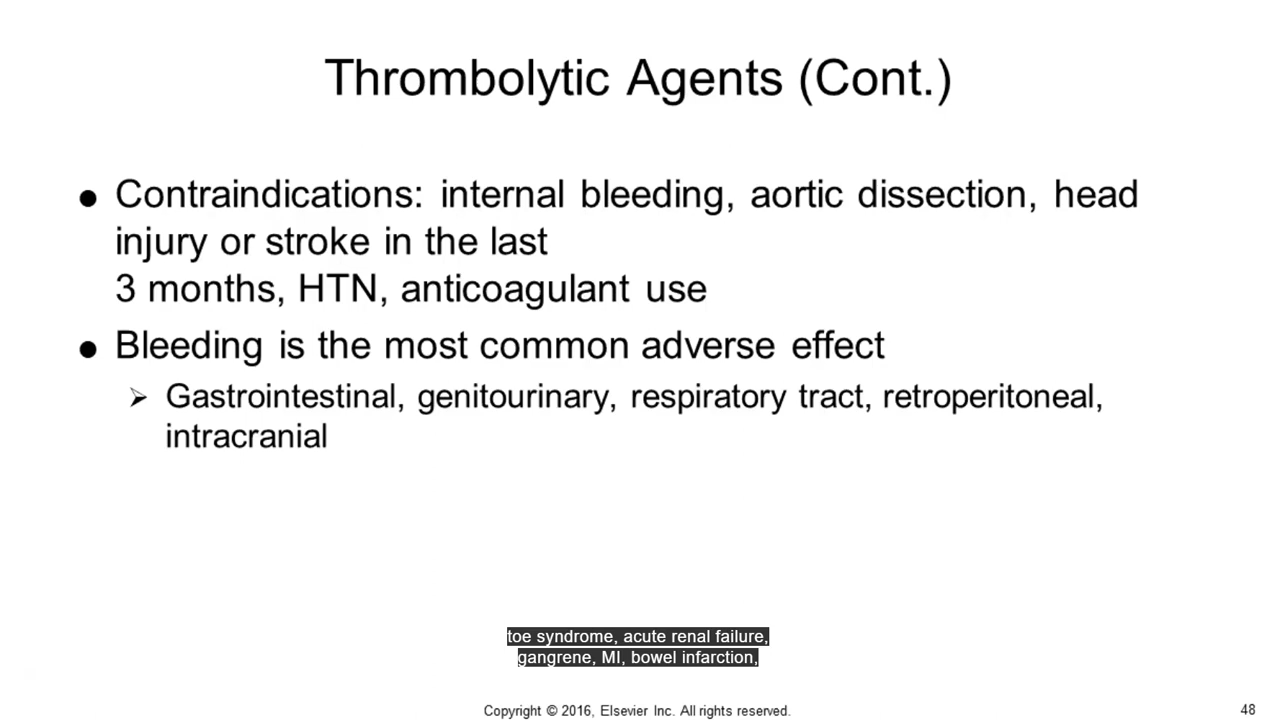 Thrombolytic Agents (Cont.)
● Contraindications: internal bleeding, aortic dissection, head
injury or stroke in the last
3 months, HTN, anticoagulant use
● Bleeding is the most common adverse effect
➢ Gastrointestinal, genitourinary, respiratory tract, retroperitoneal,
intracranial
toe syndrome, acute renal failure,
gangrene, MI, bowel infarction,
Copyright © 2016, Elsevier Inc. All rights reserved.
48